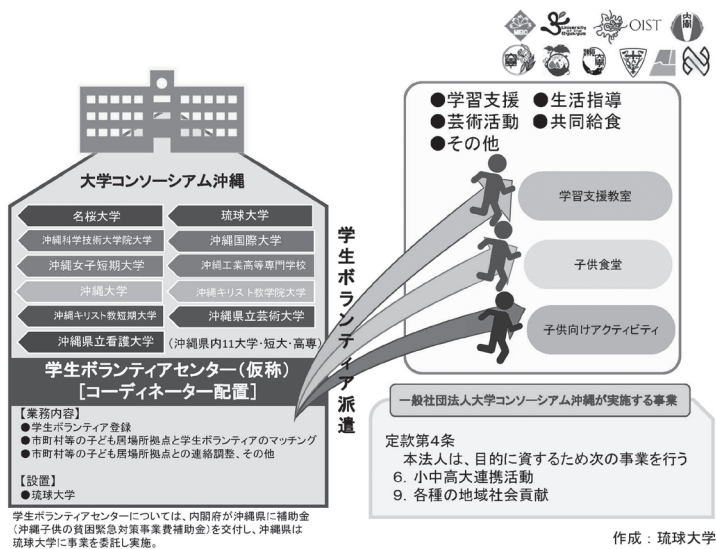 OIST
●学習支援 ●生活指導
●芸術活動 ●共同給食
●その他
大学コンソーシアム沖縄
名桜大学 琉球大学
沖縄科学技術大学院大学 沖縄国際大学
沖縄女子短期大学 沖縄工業高等専門学校
沖縄大学 沖縄キリスト教学院大学
沖縄キリスト教短期大学 沖縄県立芸術大学
沖縄県立看護大学 (沖縄県内11大学・短大・高専)
学生ボランティアセンター(仮称)
[コーディネーター配置]
【業務内容】
●学生ボランティア登録
●市町村等の子ども居場所拠点と学生ボランティアのマッチング
●市町村等の子ども居場所拠点との連絡調整、その他
【設置】
●琉球大学
学生ボランティアセンターについては、内閣府が沖縄県に補助金
(沖縄子供の貧困緊急対策事業費補助金)を交付し、沖縄県は
琉球大学に事業を委託し実施。
学生ボランティア派遣
学習支援教室
子供食堂
子供向けアクティビティ
一般社団法人大学コンソーシアム沖縄が実施する事業
定款第4条
本法人は、目的に資するため次の事業を行う
6. 小中高大連携活動
9. 各種の地域社会貢献
作成:琉球大学